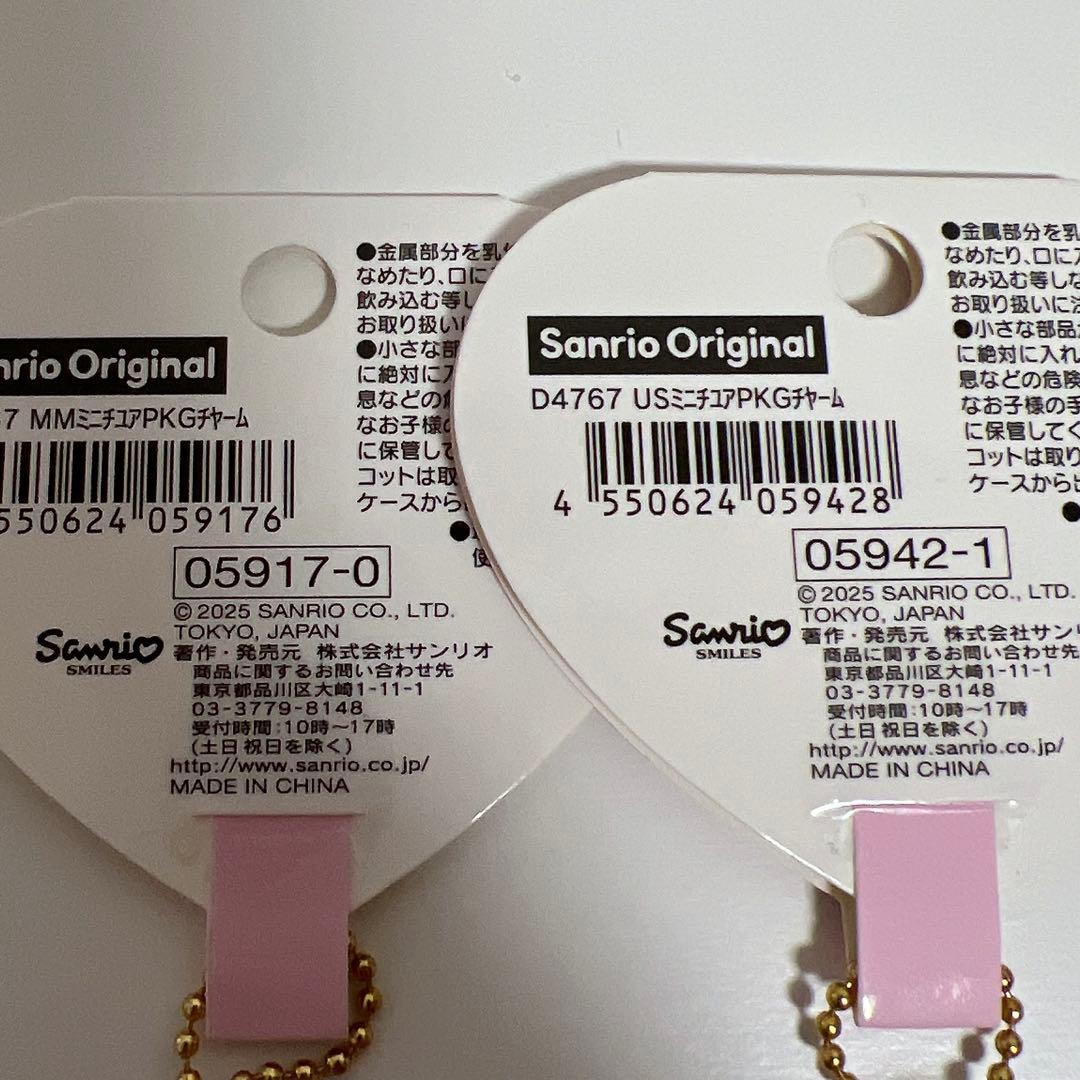 Sanrio Original
7 MMミニチュアPKGチャーム
550624 059176
05917-0
© 2025 SANRIO CO., LTD.
TOKYO, JAPAN
著作・発売元 株式会社サンリオ
商品に関するお問い合わせ先
東京都品川区大崎1-11-1
03-3779-8148
受付時間:10時~17時
(土日祝日を除く)
http://www.sanrio.co.jp/
MADE IN CHINA
Sanrio
SMILES
●金属部分を乳
なめたり、口に
飲み込む等し
お取り扱いに
●小さな部
に絶対に
息などの
なお子様の
に保管して
コットは取
ケースから
●
使
Sanrio Original
D4767 USミニチュアPKGチャーム
4 550624 059428
05942-1
© 2025 SANRIO CO., LTD.
TOKYO, JAPAN
著作・発売元 株式会社サン
商品に関するお問い合わせ先
東京都品川区大崎1-11-1
03-3779-8148
受付時間:10時~17時
(土日祝日を除く)
http://www.sanrio.co.jp/
MADE IN CHINA
Sanrio
SMILES
●金属部分を乳
なめたり、口に入
飲み込む等しな
お取り扱いに注
●小さな部品
に絶対に入れ
息などの危険
なお子様の手
に保管してく
コットは取り
ケースから
●